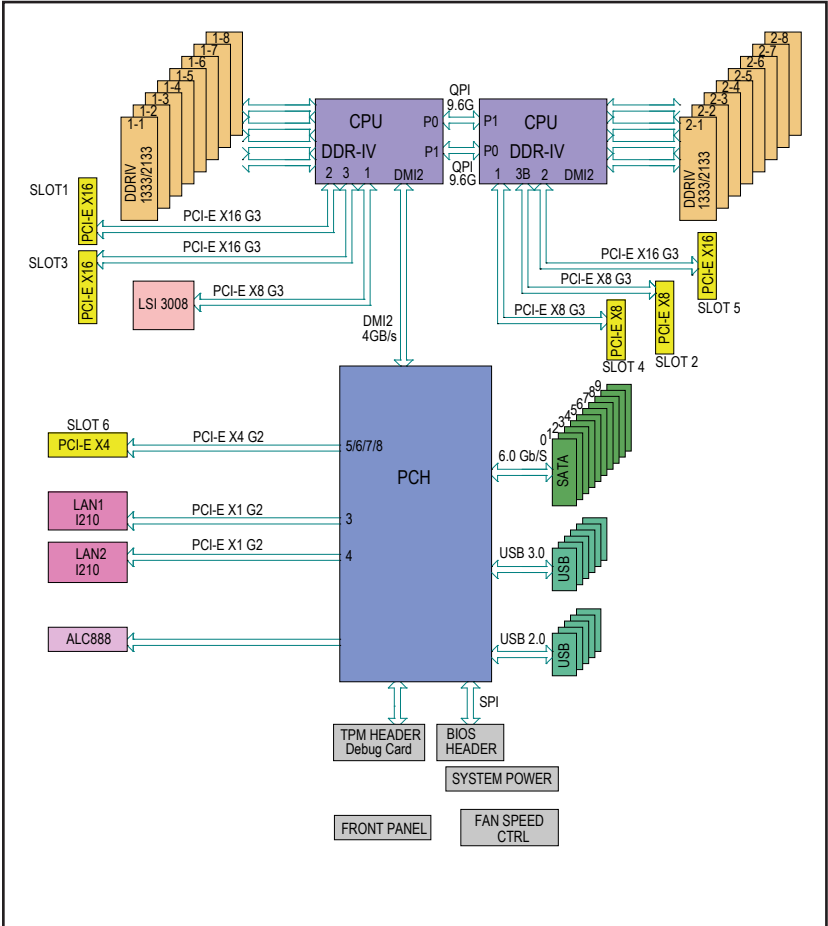 1-8
1-7
1-6
1-5
1-4
1-3
1-2
1-1
DDRIV
1333/2133
2-8
2-7
2-6
2-5
2-4
2-3
2-2
2-1
DDRIV
1333/2133
QPI
9.6G
CPU
P0
P1
DDR-IV
2 3 1 DMI2
P1
CPU
P0
DDR-IV
1 3B 2 DMI2
QPI
9.6G
SLOT1
PCI-E X16
PCI-E X16 G3
SLOT3
PCI-E X16
PCI-E X16 G3
LSI 3008
PCI-E X8 G3
PCI-E X16 G3
PCI-E X16
SLOT 5
PCI-E X8 G3
PCI-E X8
SLOT 2
PCI-E X8 G3
PCI-E X8
SLOT 4
DMI2
4GB/s
SLOT 6
PCI-E X4
PCI-E X4 G2
5/6/7/8
PCH
LAN1
I210
PCI-E X1 G2
3
LAN2
I210
PCI-E X1 G2
4
ALC888
6.0 Gb/S
0
1
2
3
4
5
6
7
8
9
SATA
USB 3.0
USB
USB 2.0
USB
SPI
TPM HEADER
Debug Card
BIOS
HEADER
SYSTEM POWER
FRONT PANEL
FAN SPEED
CTRL